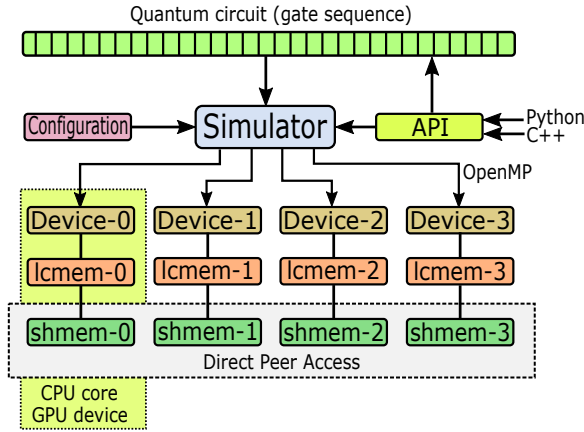 Quantum circuit (gate sequence)
Configuration
Simulator
API
Python
C++
OpenMP
Device-0
Device-1
Device-2
Device-3
lcmem-0
lcmem-1
lcmem-2
lcmem-3
shmem-0
shmem-1
shmem-2
shmem-3
Direct Peer Access
CPU core
GPU device